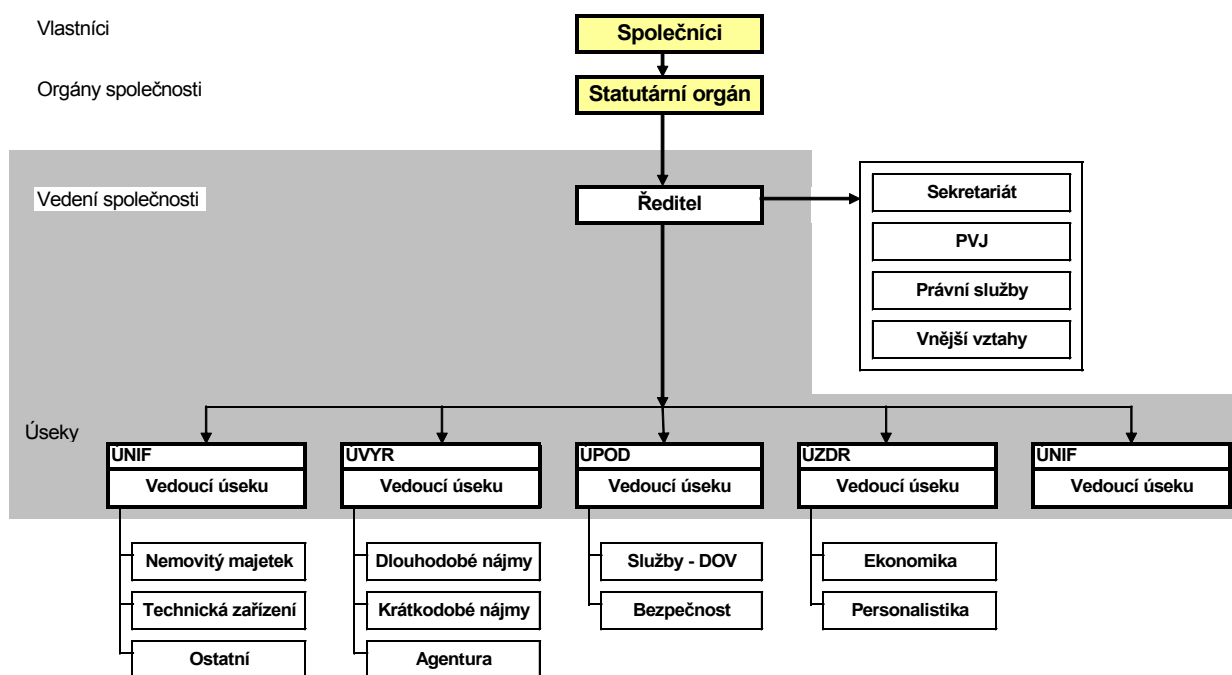 Vlastníci
Společníci
Orgány společnosti
Statutární orgán
Vedení společnosti
Ředitel
Sekretariát
PVJ
Právní služby
Vnější vztahy
Úseky
ÚNIF
ÚVYR
ÚPOD
ÚZDR
ÚNIF
Vedoucí úseku
Vedoucí úseku
Vedoucí úseku
Vedoucí úseku
Vedoucí úseku
Nemovitý majetek
Dlouhodobé nájmy
Služby - DOV
Ekonomika
Technická zařízení
Krátkodobé nájmy
Bezpečnost
Personalistika
Ostatní
Agentura